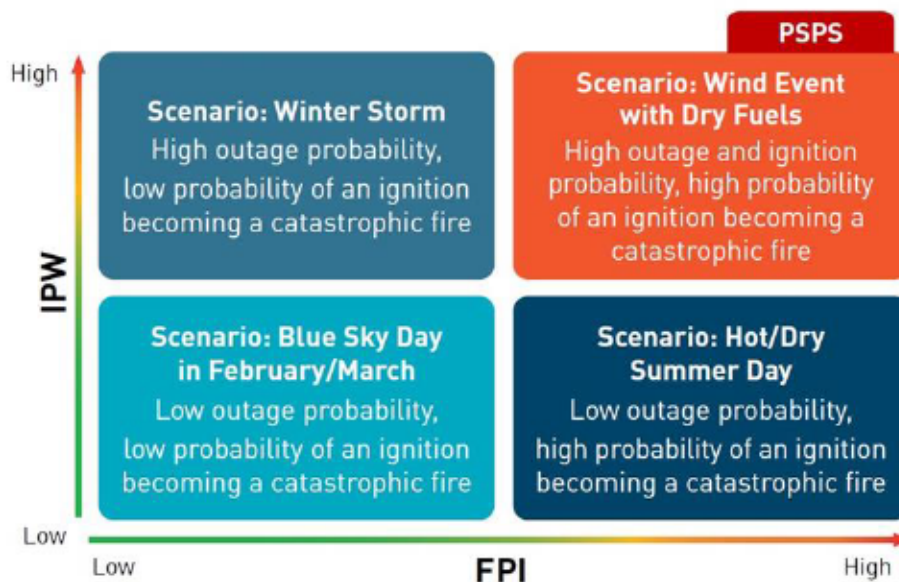 PSPS
High
Scenario: Winter Storm
High outage probability,
low probability of an ignition
becoming a catastrophic fire
Scenario: Wind Event
with Dry Fuels
High outage and ignition
probability, high probability
of an ignition becoming a
catastrophic fire
IPW
Scenario: Blue Sky Day
in February/March
Low outage probability,
low probability of an ignition
becoming a catastrophic fire
Scenario: Hot/Dry
Summer Day
Low outage probability,
high probability of an ignition
becoming a catastrophic fire
Low
Low
FPI
High